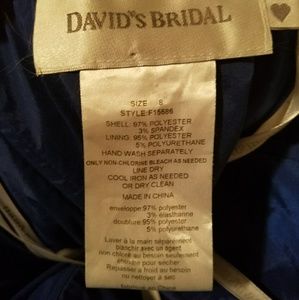 DAVID'S BRIDAL
SIZE 8
STYLE:F15586
SHELL: 97% POLYESTER
3% SPANDEX
LINING: 95% POLYESTER
5% POLYURETHANE
HAND WASH SEPARATELY
ONLY NON-CHLORINE BLEACH AS NEEDED
LINE DRY
COOL IRON AS NEEDED
OR DRY CLEAN
MADE IN CHINA
enveloppe:97% polyester
3% élasthanne
doublure:95% polyester
5% polyuréthane
Laver à la main séparément
blanchir avec un agent
non chloré au besoin seulement
Repasser à froid au besoin
ou nettoyer à sec